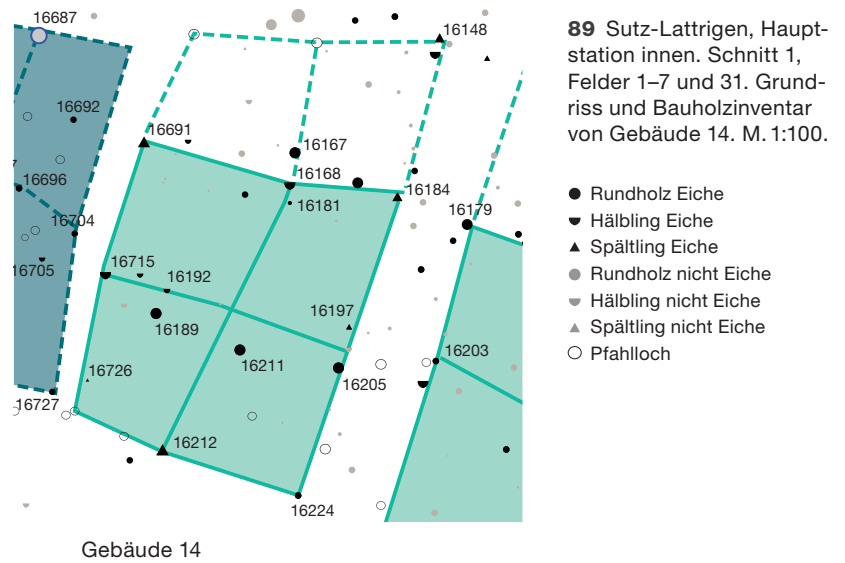 16687
16148
16692
16691
16167
16168
16696
16184
16181
16179
16704
16715
16705
16192
16197
16189
16203
16211
16726
16205
16727
16212
16224
Gebäude 14
89 Sutz-Lattrigen, Haupt-
station innen. Schnitt 1,
Felder 1–7 und 31. Grund-
riss und Bauholzinventar
von Gebäude 14. M. 1:100.
Rundholz Eiche
Hälbling Eiche
Spältling Eiche
Rundholz nicht Eiche
Hälbling nicht Eiche
Spältling nicht Eiche
Pfahlloch